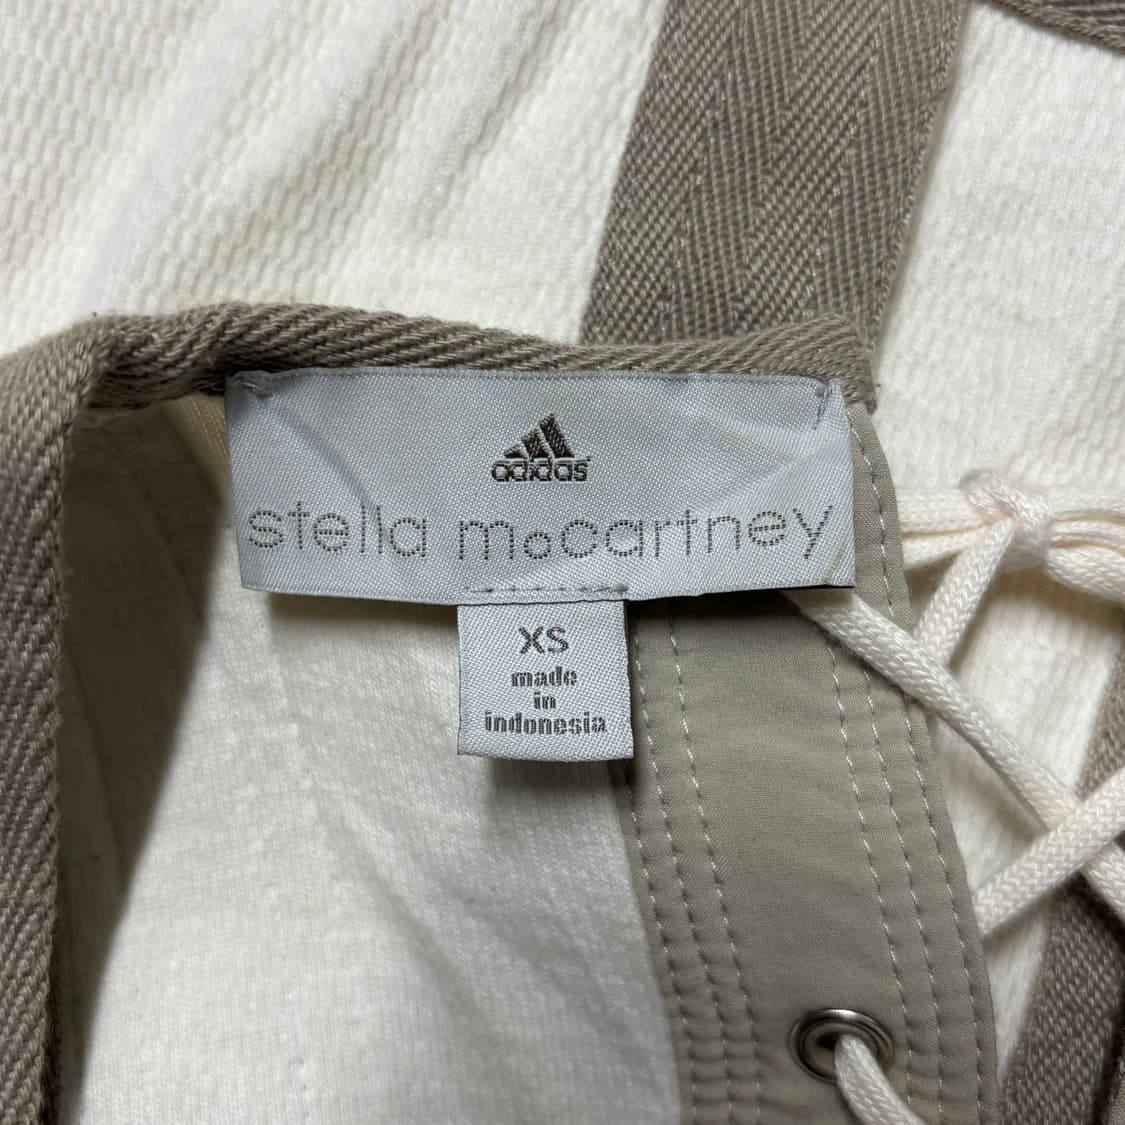 adidas
stella mccartney
XS
made
in
indonesia